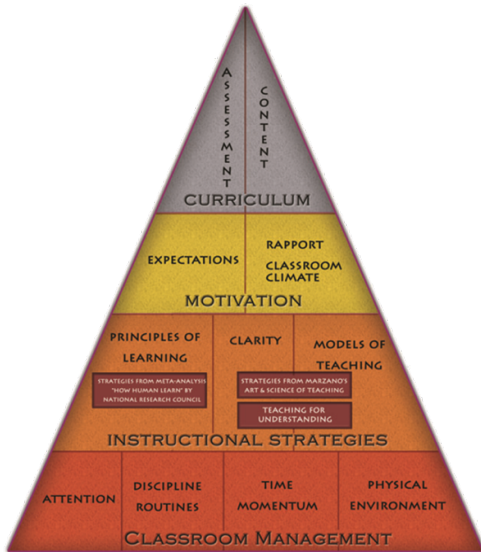 ASSESSMENT
CONTENT
CURRICULUM
EXPECTATIONS
RAPPORT
CLASSROOM
CLIMATE
MOTIVATION
PRINCIPLES OF
LEARNING
STRATEGIES FROM META-ANALYSIS
"HOW HUMAN LEARN" BY
NATIONAL RESEARCH COUNCIL
CLARITY
MODELS OF
TEACHING
STRATEGIES FROM MARZANO'S
ART & SCIENCE OF TEACHING
TEACHING FOR
UNDERSTANDING
INSTRUCTIONAL STRATEGIES
ATTENTION
DISCIPLINE
ROUTINES
TIME
MOMENTUM
PHYSICAL
ENVIRONMENT
CLASSROOM MANAGEMENT